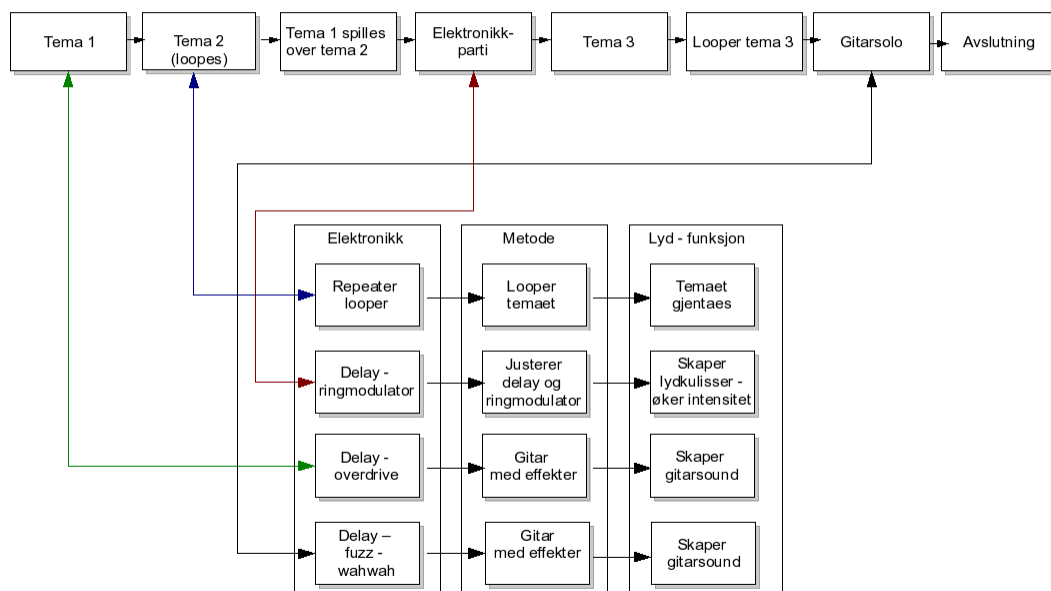 Tema 1
Tema 2
(loopes)
Tema 1 spilles
over tema 2
Elektronikk-
parti
Tema 3
Looper tema 3
Gitarsolo
Avslutning
Elektronikk
Metode
Lyd - funksjon
Repeater
looper
Looper
temaet
Temaet
gjentaes
Delay -
ringmodulator
Justerer
delay og
ringmodulator
Skaper
lydkulisser -
øker intensitet
Delay -
overdrive
Gitar
med effekter
Skaper
gitarsound
Delay –
fuzz -
wahwah
Gitar
med effekter
Skaper
gitarsound